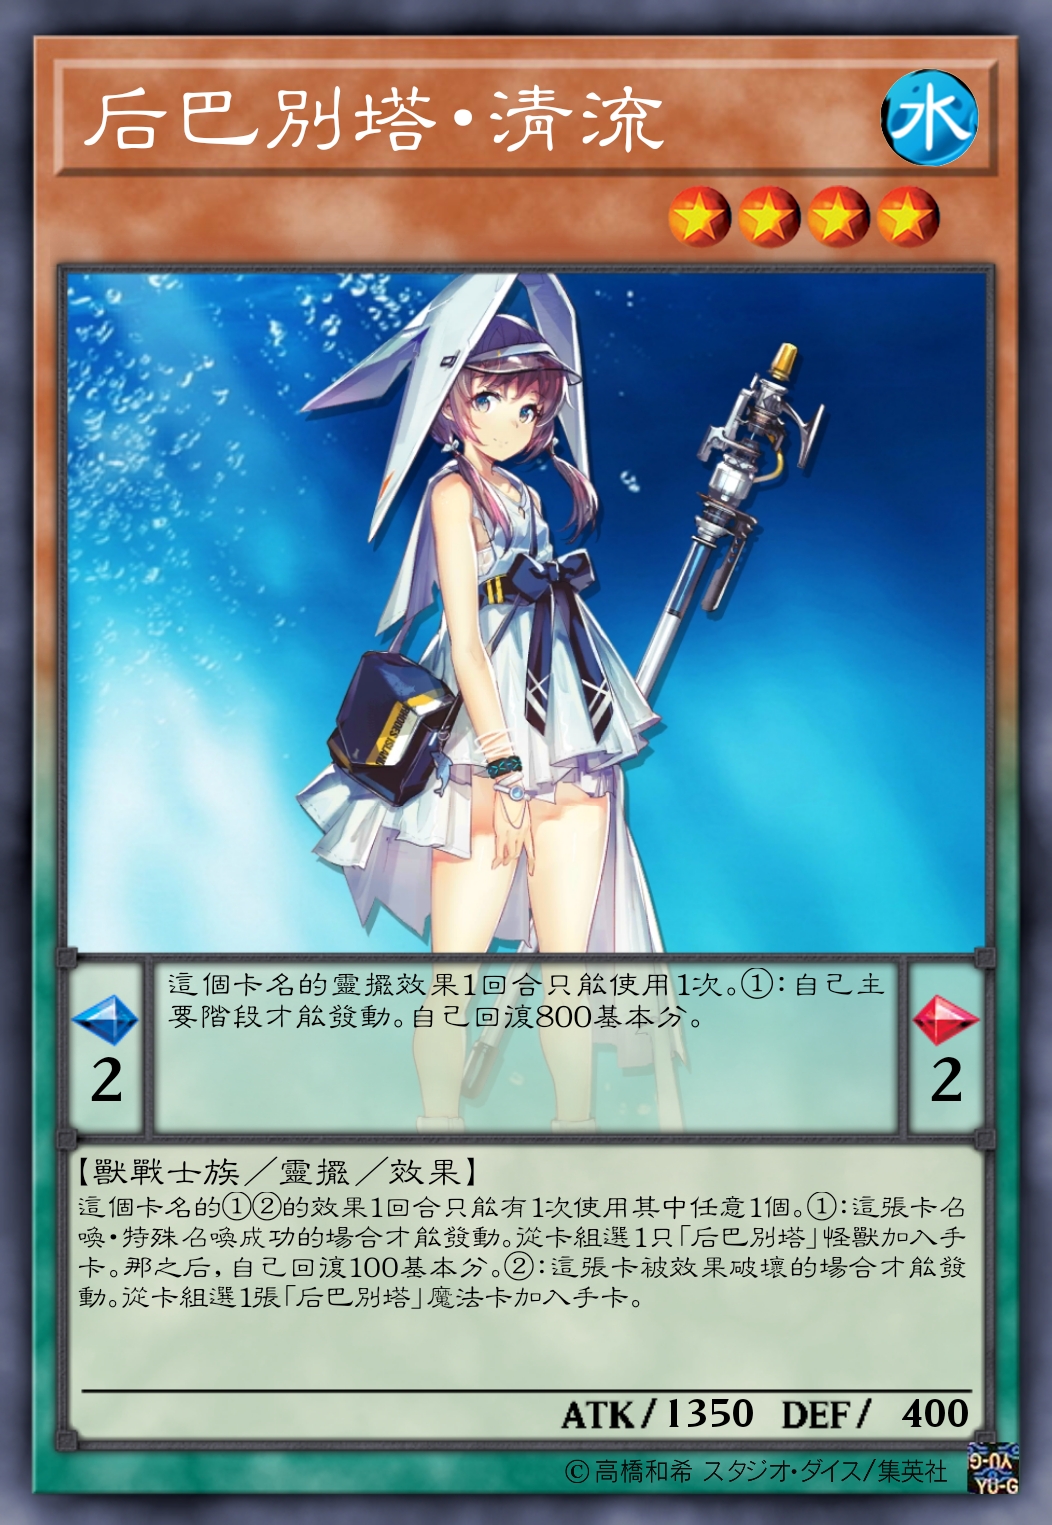 后巴別塔·清流
水
RHODES ISLAND
這個卡名的靈擺效果1回合只能使用1次。①：自己主
要階段才能發動。自己回復800基本分。
2
2
【獸戰士族／靈擺／效果】
這個卡名的①②的效果1回合只能有1次使用其中任意1個。①：這張卡召
喚·特殊召喚成功的場合才能發動。從卡組選1只「后巴別塔」怪獸加入手
卡。那之后，自己回復100基本分。②：這張卡被效果破壞的場合才能發
動。從卡組選1張「后巴別塔」魔法卡加入手卡。
ATK/1350 DEF/ 400
©高橋和希 スタジオ·ダイス/集英社
YU-G
YU-G